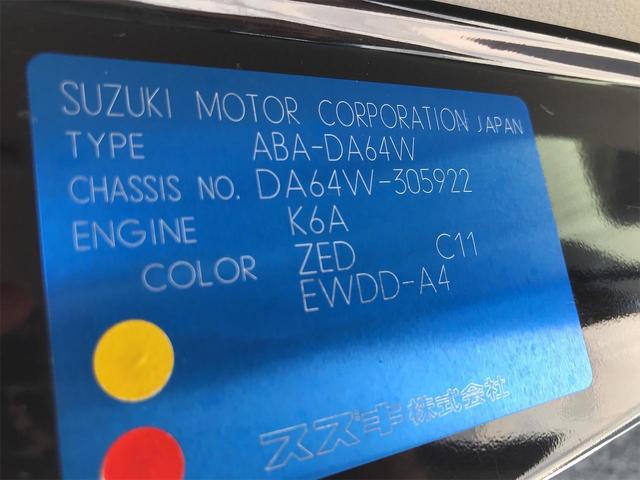 SUZUKI MOTOR CORPORATION JAPAN
TYPE ABA-DA64W
CHASSIS NO. DA64W-305922
ENGINE K6A
COLOR ZED C11
EWDD-A4
スズキ株式会社